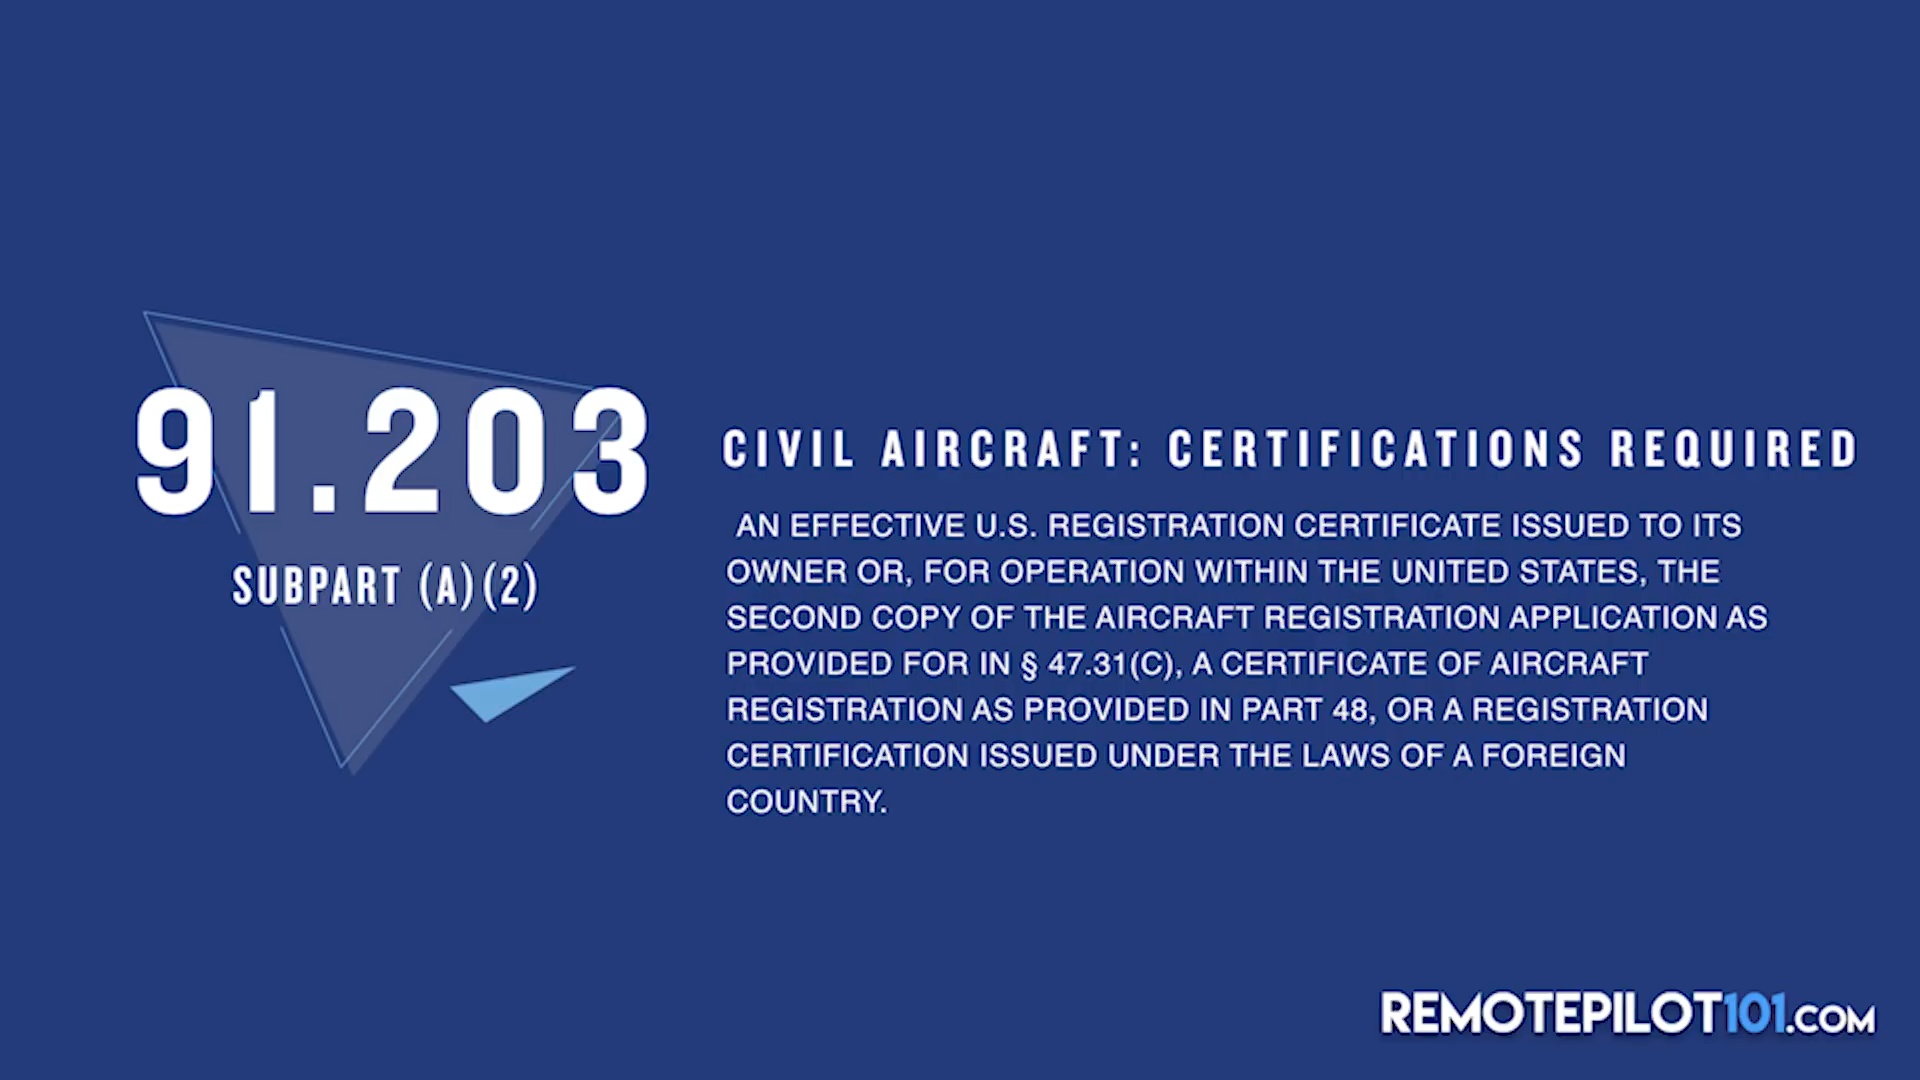 91.203
SUBPART (A)(2)
CIVIL AIRCRAFT: CERTIFICATIONS REQUIRED
AN EFFECTIVE U.S. REGISTRATION CERTIFICATE ISSUED TO ITS
OWNER OR, FOR OPERATION WITHIN THE UNITED STATES, THE
SECOND COPY OF THE AIRCRAFT REGISTRATION APPLICATION AS
PROVIDED FOR IN § 47.31(C), A CERTIFICATE OF AIRCRAFT
REGISTRATION AS PROVIDED IN PART 48, OR A REGISTRATION
CERTIFICATION ISSUED UNDER THE LAWS OF A FOREIGN
COUNTRY.
REMOTEPILOT101.COM